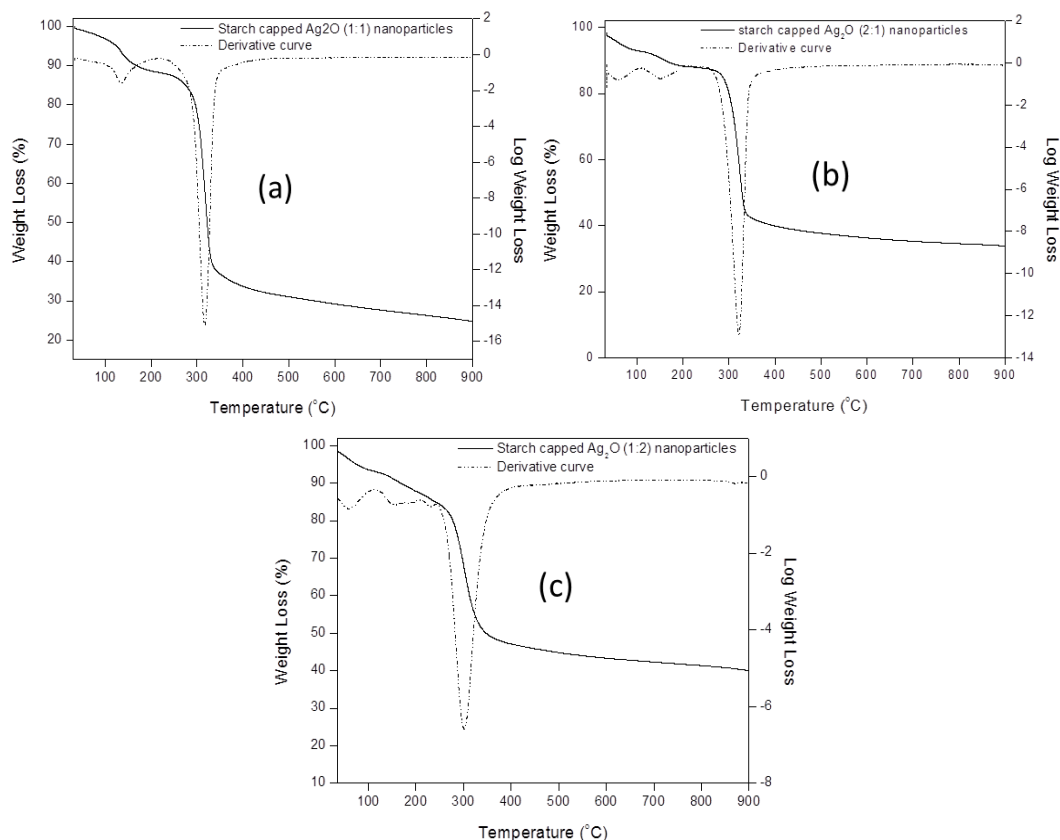 Starch capped Ag2O (1:1) nanoparticles
Derivative curve
(a)
Weight Loss (%)
100
90
80
70
60
50
40
30
20
2
0
-2
-4
-6
-8
-10
-12
-14
-16
Log Weight Loss
100 200 300 400 500 600 700 800 900
Temperature (°C)
starch capped Ag₂O (2:1) nanoparticles
Derivative curve
(b)
Weight Loss (%)
100
80
60
40
20
0
2
0
-2
-4
-6
-8
-10
-12
-14
Log Weight Loss
100 200 300 400 500 600 700 800 900
Temperature (°C)
Starch capped Ag₂O (1:2) nanoparticles
Derivative curve
(c)
Weight Loss (%)
100
90
80
70
60
50
40
30
20
10
0
-2
-4
-6
-8
Log Weight Loss
100 200 300 400 500 600 700 800 900
Temperature (°C)